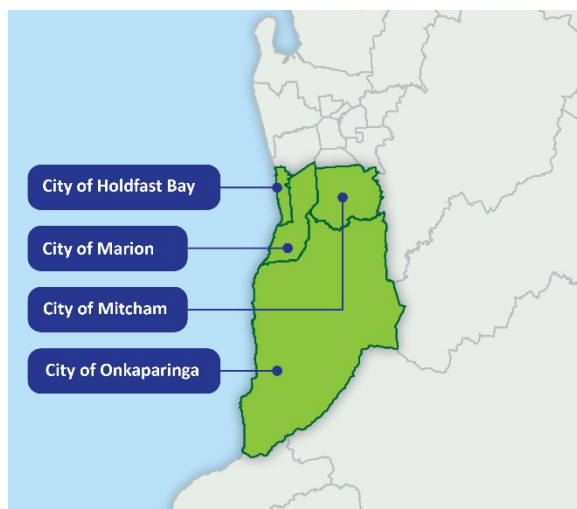 City of Holdfast Bay
City of Marion
City of Mitcham
City of Onkaparinga